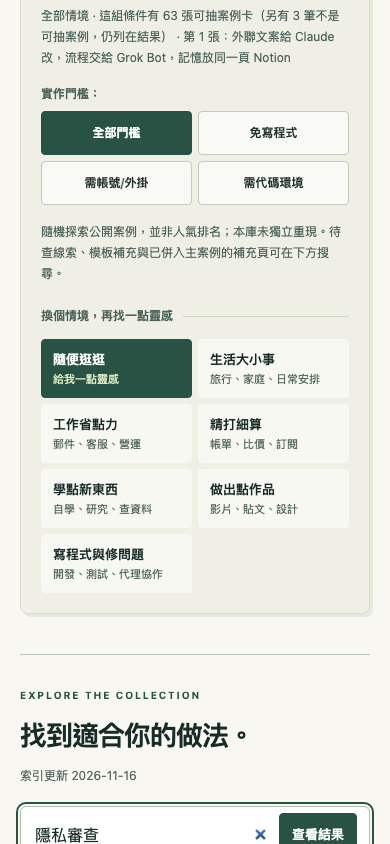 全部情境 · 這組條件有 63 張可抽案例卡（另有 3 筆不是
可抽案例，仍列在結果） · 第 1 張：外聯文案給 Claude
改，流程交給 Grok Bot，記憶放同一頁 Notion
實作門檻：
全部門檻
免寫程式
需帳號/外掛
需代碼環境
隨機探索公開案例，並非人氣排名；本庫未獨立重現。待
查線索、模板補充與已併入主案例的補充頁可在下方搜
尋。
換個情境，再找一點靈感
隨便逛逛
給我一點靈感
生活大小事
旅行、家庭、日常安排
工作省點力
郵件、客服、營運
精打細算
帳單、比價、訂閱
學點新東西
自學、研究、查資料
做出點作品
影片、貼文、設計
寫程式與修問題
開發、測試、代理協作
EXPLORE THE COLLECTION
找到適合你的做法。
索引更新 2026-11-16
隱私審查
查看結果